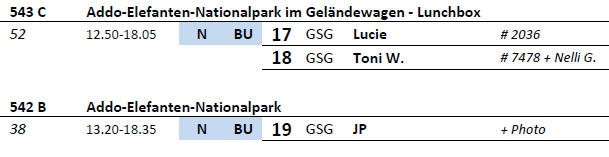 543 C Addo-Elefanten-Nationalpark im Geländewagen - Lunchbox
52 12.50-18.05 N BU 17 GSG Lucie # 2036
18 GSG Toni W. # 7478 + Nelli G.
542 B Addo-Elefanten-Nationalpark
38 13.20-18.35 N BU 19 GSG JP + Photo